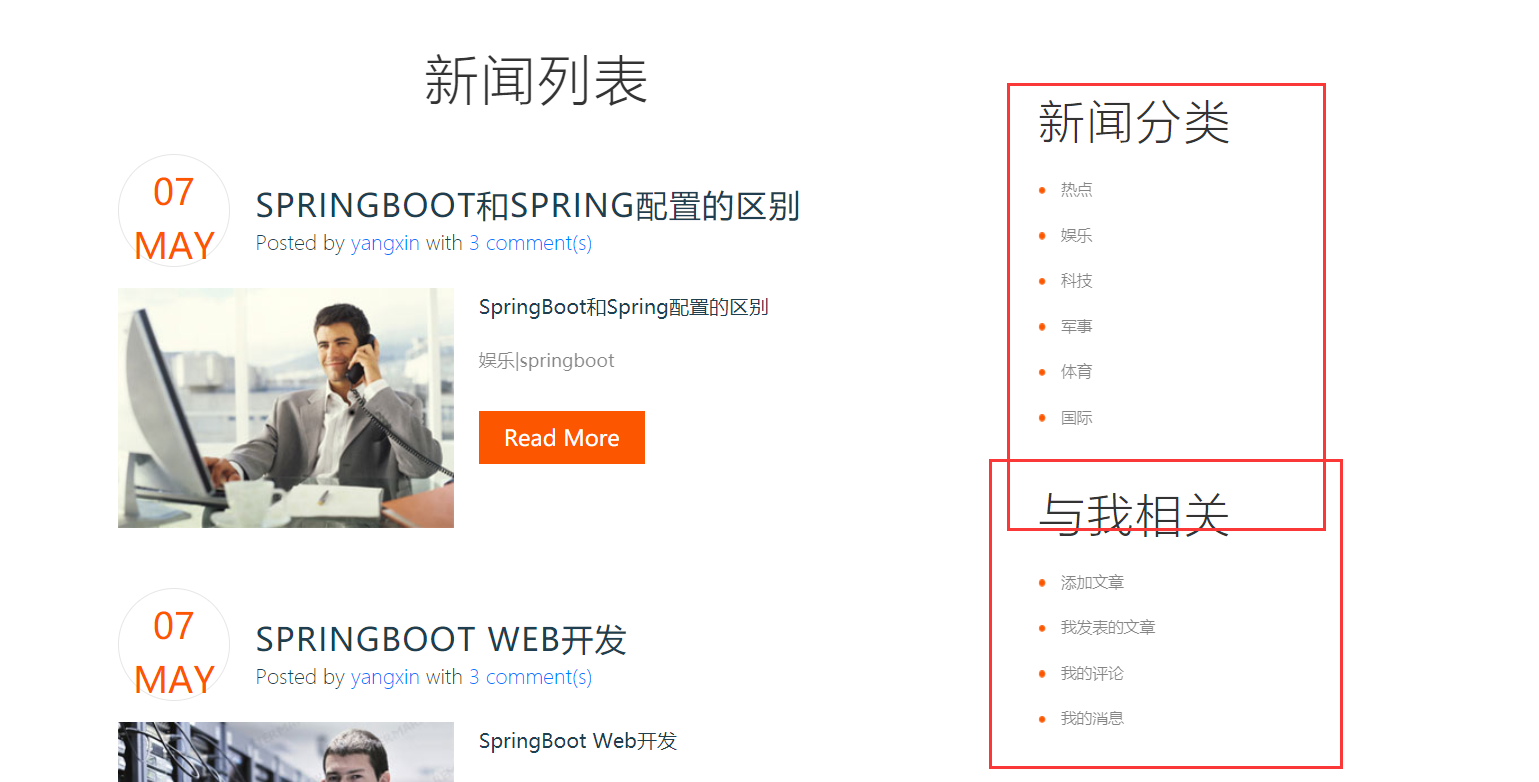 新闻列表
07
MAY
SPRINGBOOT和SPRING配置的区别
Posted by yangxin with 3 comment(s)
SpringBoot和Spring配置的区别
娱乐|springboot
Read More
07
MAY
SPRINGBOOT WEB开发
Posted by yangxin with 3 comment(s)
SpringBoot Web开发
新闻分类
热点
娱乐
科技
军事
体育
国际
与我相关
添加文章
我发表的文章
我的评论
我的消息